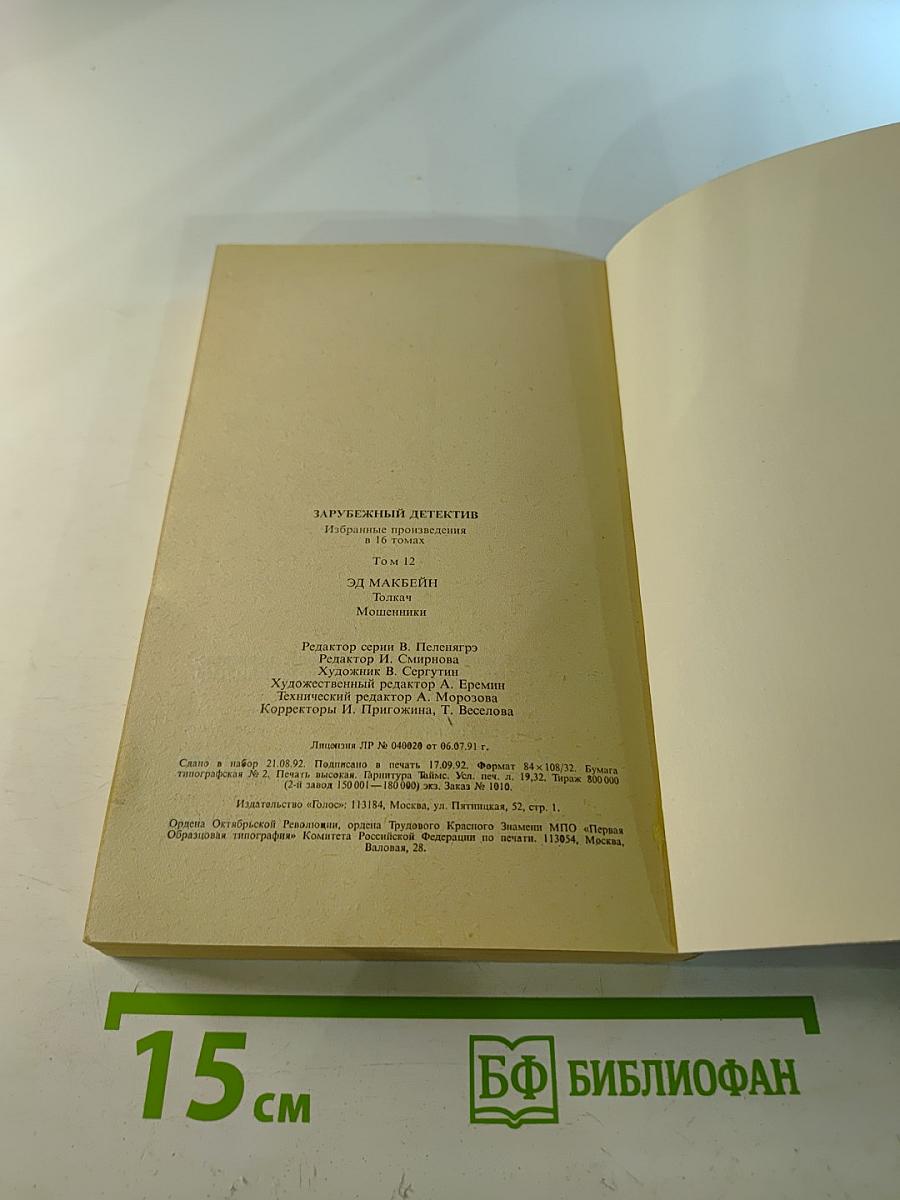 ЗАРУБЕЖНЫЙ ДЕТЕКТИВ
Избранные произведения
в 16 томах
Том 12
ЭД МАКБЕЙН
Толкач
Мошенники
Редактор серии В. Пеленягрэ
Редактор И. Смирнова
Художник В. Сергутин
Художественный редактор А. Еремин
Технический редактор А. Морозова
Корректоры И. Пригожина, Т. Веселова
Лицензия ЛР № 040020 от 06.07.91 г.
Сдано в набор 21.08.92. Подписано в печать 17.09.92. Формат 84×108/32. Бумага
типографская № 2. Печать высокая. Гарнитура Таймс. Усл. печ. л. 19,32. Тираж 800 000
(2-й завод 150 001—180 000) экз. Заказ № 1010.
Издательство «Голос»: 113184, Москва, ул. Пятницкая, 52, стр. 1.
Ордена Октябрьской Революции, ордена Трудового Красного Знамени МПО «Первая
Образцовая типография» Комитета Российской Федерации по печати. 113054, Москва,
Валовая, 28.
15 см
БФ БИБЛИОФАН